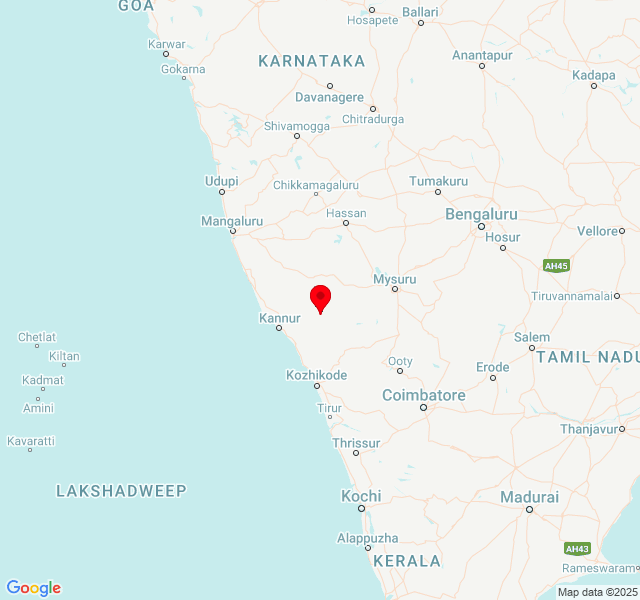 GOA
Hosapete
Ballari
Karwar
Gokarna
KARNATAKA
Anantapur
Kadapa
Davanagere
Chitradurga
Shivamogga
Udupi
Chikkamagaluru
Tumakuru
Mangaluru
Hassan
Bengaluru
Vellore
Hosur
AH45
Mysuru
Tiruvannamalai
Kannur
Chetlat
Kiltan
Salem
TAMIL NADU
Kozhikode
Ooty
Erode
Kadmat
Amini
Coimbatore
Tirur
Thanjavur
Kavaratti
Thrissur
LAKSHADWEEP
Kochi
Madurai
Alappuzha
AH43
KERALA
Rameswaram
Google
Map data ©2025